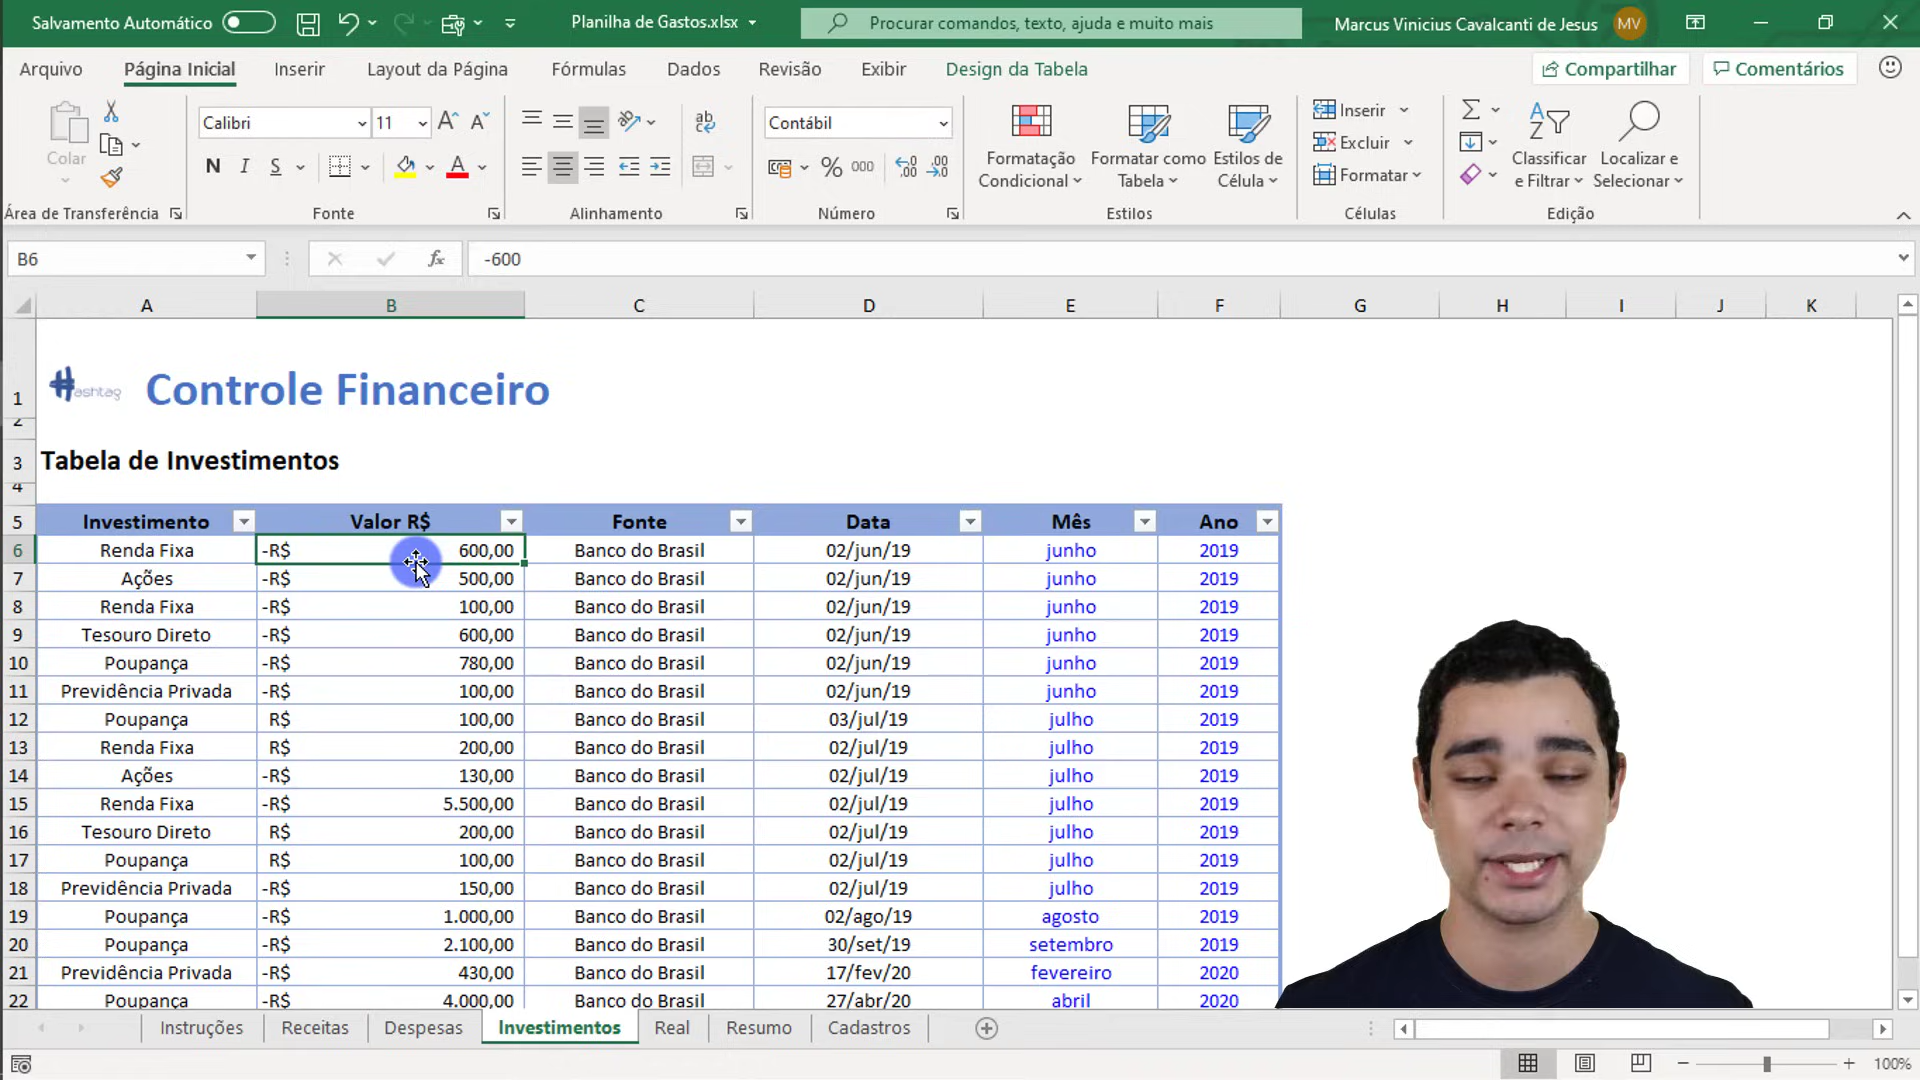 Salvamento Automático
Planilha de Gastos.xlsx
Procurar comandos, texto, ajuda e muito mais
Marcus Vinicius Cavalcanti de Jesus MV
Arquivo Página Inicial Inserir Layout da Página Fórmulas Dados Revisão Exibir Design da Tabela Compartilhar Comentários
Colar
Área de Transferência
Calibri 11
N I S
Fonte
ab
Alinhamento
Contábil
% 000
Número
Formatação Condicional
Formatar como Tabela
Estilos de Célula
Estilos
Inserir
Excluir
Formatar
Células
Classificar e Filtrar
Localizar e Selecionar
Edição
B6 fx -600
A B C D E F G H I J K
1 Hashtag Controle Financeiro
2
3 Tabela de Investimentos
4
5 Investimento Valor R$ Fonte Data Mês Ano
6 Renda Fixa -R$ 600,00 Banco do Brasil 02/jun/19 junho 2019
7 Ações -R$ 500,00 Banco do Brasil 02/jun/19 junho 2019
8 Renda Fixa -R$ 100,00 Banco do Brasil 02/jun/19 junho 2019
9 Tesouro Direto -R$ 600,00 Banco do Brasil 02/jun/19 junho 2019
10 Poupança -R$ 780,00 Banco do Brasil 02/jun/19 junho 2019
11 Previdência Privada -R$ 100,00 Banco do Brasil 02/jun/19 junho 2019
12 Poupança R$ 100,00 Banco do Brasil 03/jul/19 julho 2019
13 Renda Fixa R$ 200,00 Banco do Brasil 02/jul/19 julho 2019
14 Ações -R$ 130,00 Banco do Brasil 02/jul/19 julho 2019
15 Renda Fixa -R$ 5.500,00 Banco do Brasil 02/jul/19 julho 2019
16 Tesouro Direto R$ 200,00 Banco do Brasil 02/jul/19 julho 2019
17 Poupança R$ 100,00 Banco do Brasil 02/jul/19 julho 2019
18 Previdência Privada -R$ 150,00 Banco do Brasil 02/jul/19 julho 2019
19 Poupança -R$ 1.000,00 Banco do Brasil 02/ago/19 agosto 2019
20 Poupança -R$ 2.100,00 Banco do Brasil 30/set/19 setembro 2019
21 Previdência Privada -R$ 430,00 Banco do Brasil 17/fev/20 fevereiro 2020
22 Poupança -R$ 4.000,00 Banco do Brasil 27/abr/20 abril 2020
Instruções Receitas Despesas Investimentos Real Resumo Cadastros
100%